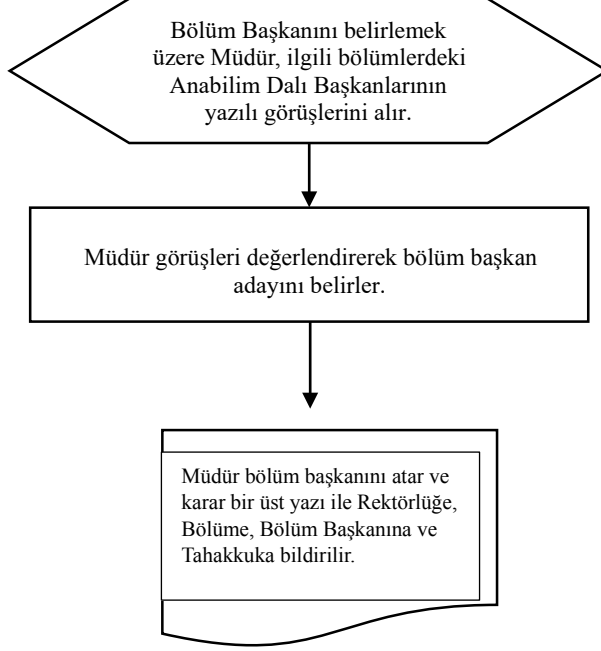 Bölüm Başkanını belirlemek
üzere Müdür, ilgili bölümlerdeki
Anabilim Dalı Başkanlarının
yazılı görüşlerini alır.
Müdür görüşleri değerlendirerek bölüm başkan
adayını belirler.
Müdür bölüm başkanını atar ve
karar bir üst yazı ile Rektörlüğe,
Bölüme, Bölüm Başkanına ve
Tahakkuka bildirilir.